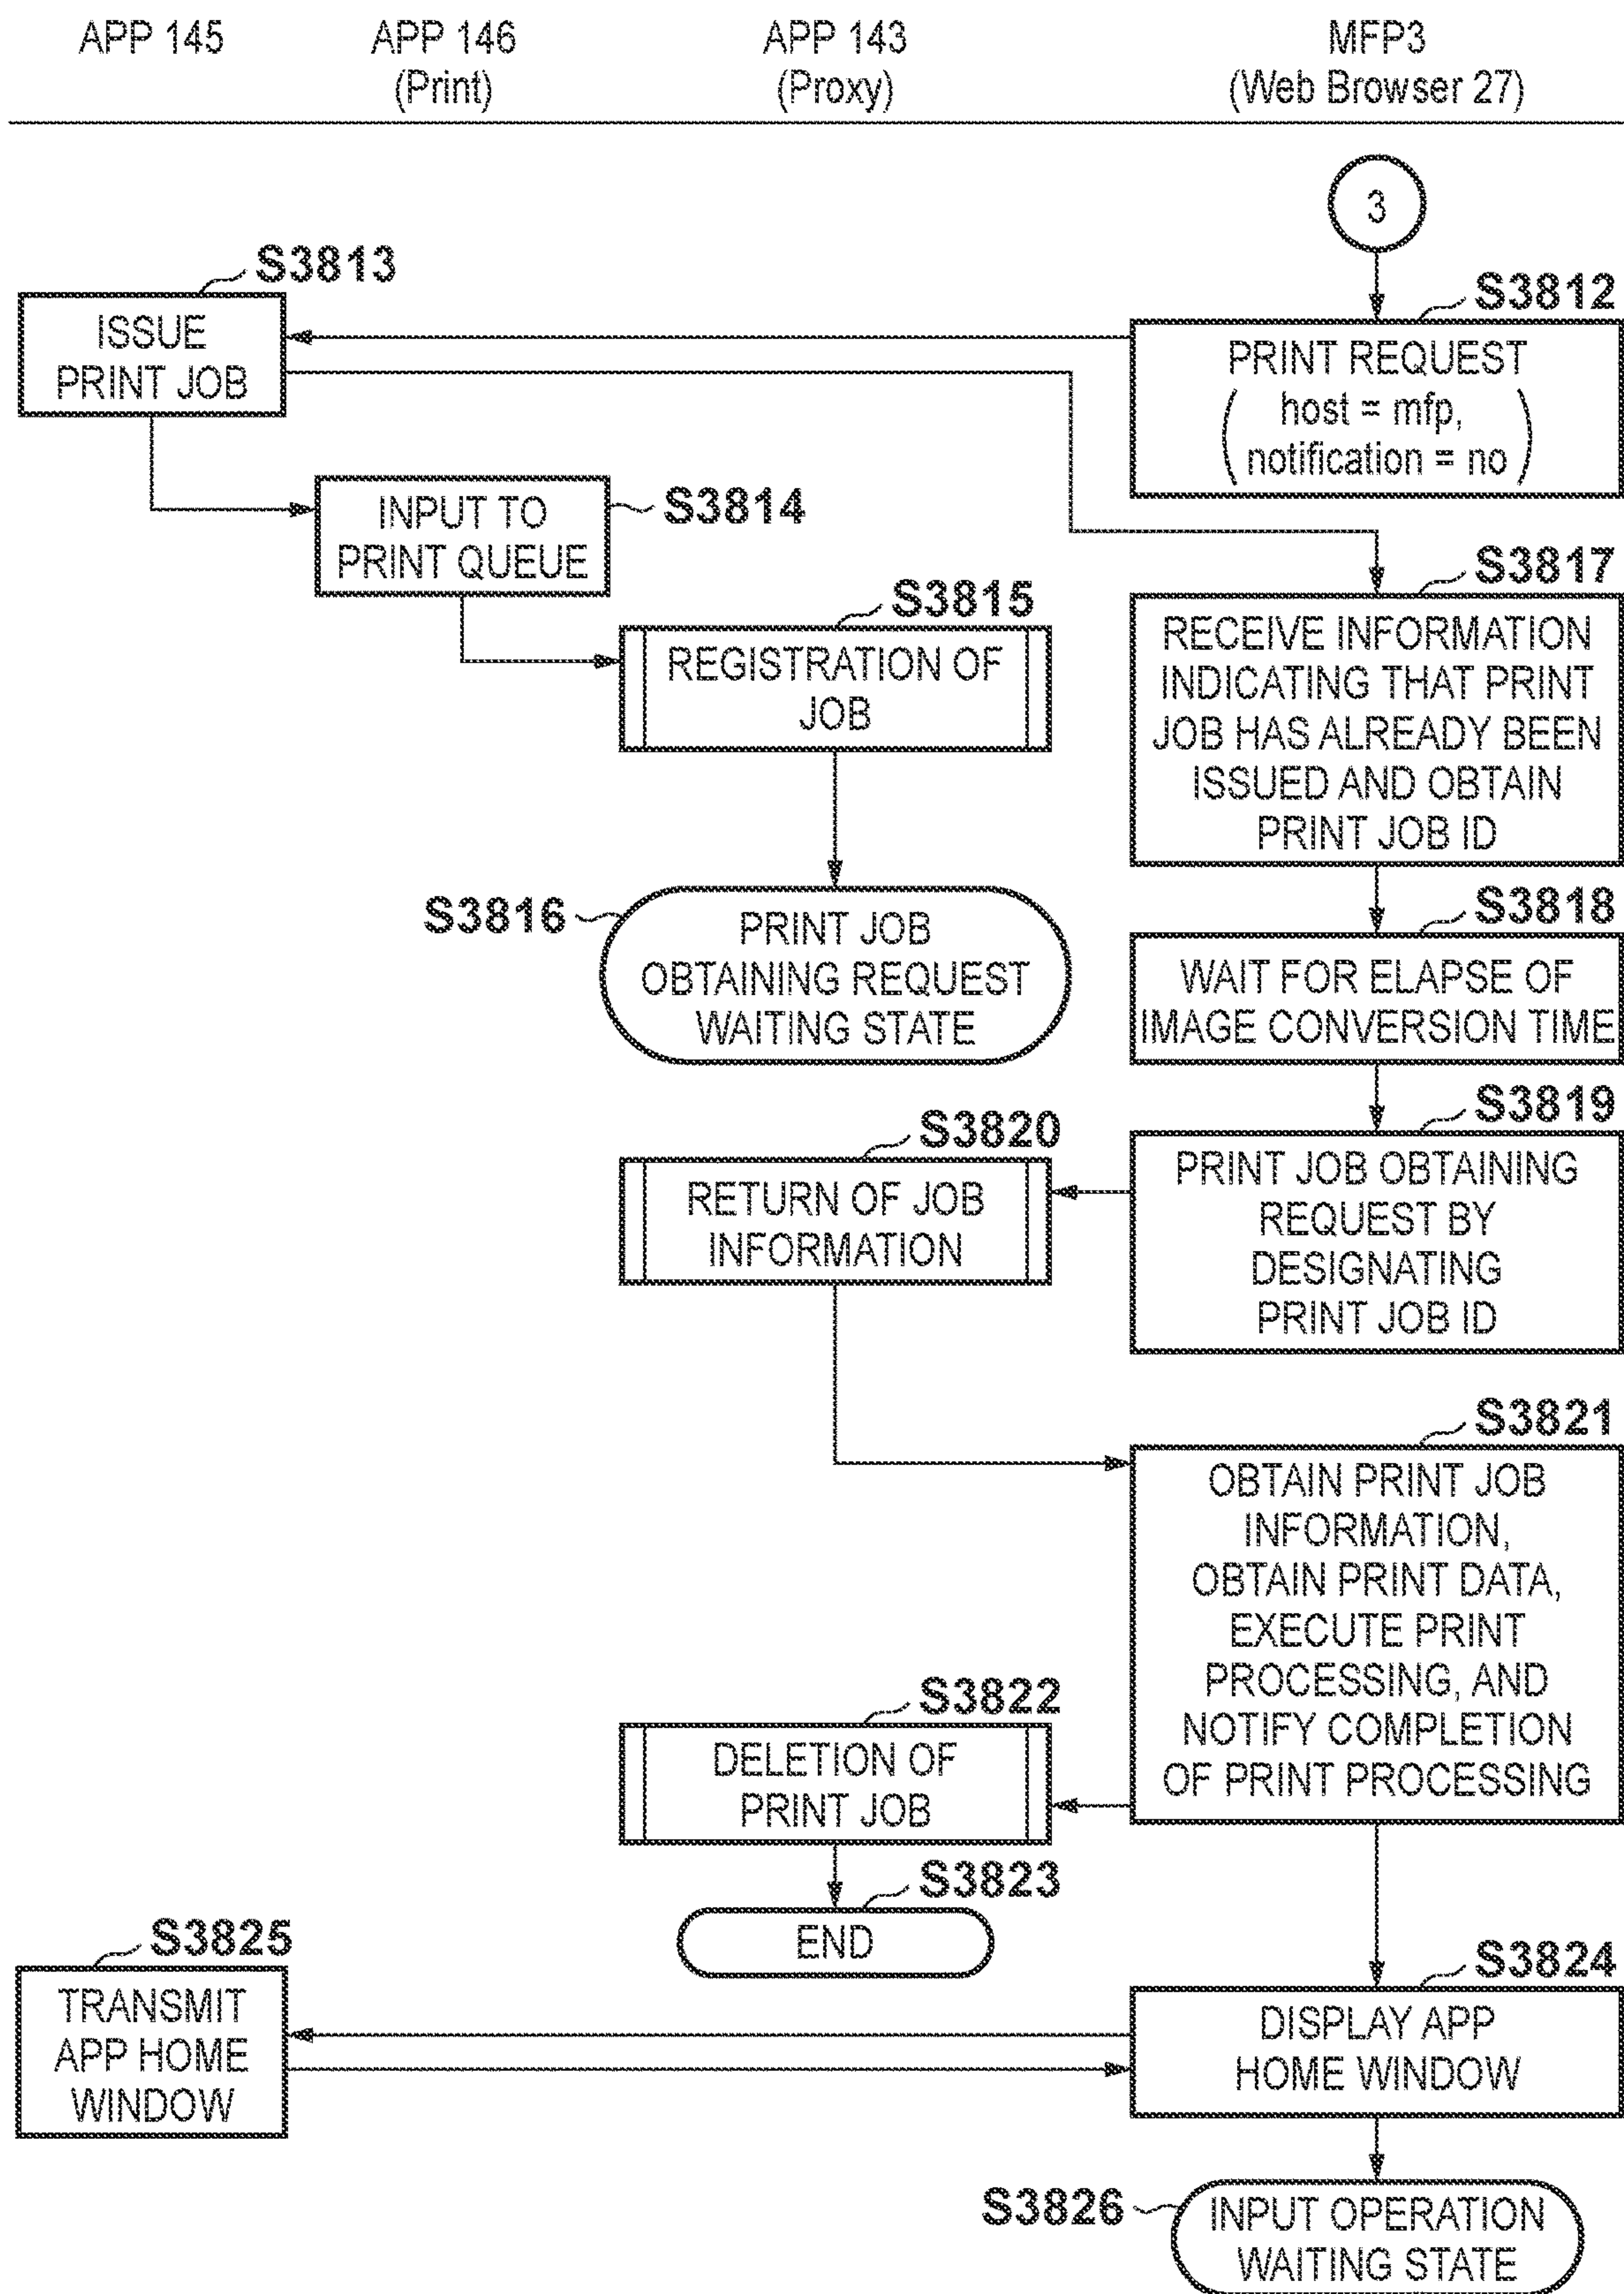 APP 145
APP 146
(Print)
APP 143
(Proxy)
MFP3
(Web Browser 27)
3
S3812
PRINT REQUEST
( host = mfp,
notification = no )
S3813
ISSUE
PRINT JOB
S3814
INPUT TO
PRINT QUEUE
S3815
REGISTRATION OF
JOB
S3816
PRINT JOB
OBTAINING REQUEST
WAITING STATE
S3817
RECEIVE INFORMATION
INDICATING THAT PRINT
JOB HAS ALREADY BEEN
ISSUED AND OBTAIN
PRINT JOB ID
S3818
WAIT FOR ELAPSE OF
IMAGE CONVERSION TIME
S3819
PRINT JOB OBTAINING
REQUEST BY
DESIGNATING
PRINT JOB ID
S3820
RETURN OF JOB
INFORMATION
S3821
OBTAIN PRINT JOB
INFORMATION,
OBTAIN PRINT DATA,
EXECUTE PRINT
PROCESSING, AND
NOTIFY COMPLETION
OF PRINT PROCESSING
S3822
DELETION OF
PRINT JOB
S3823
END
S3824
DISPLAY APP
HOME WINDOW
S3825
TRANSMIT
APP HOME
WINDOW
S3826
INPUT OPERATION
WAITING STATE